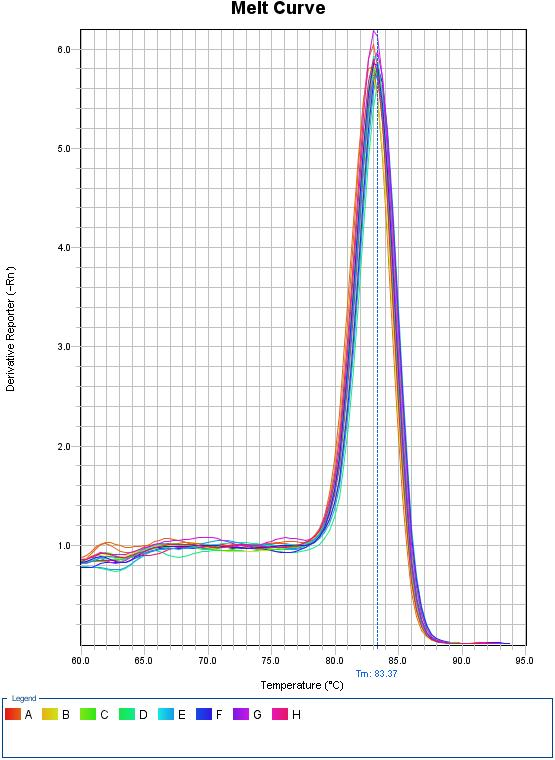 Melt Curve
6.0
5.0
4.0
3.0
2.0
1.0
Derivative Reporter (-Rn')
60.0 65.0 70.0 75.0 80.0 85.0 90.0 95.0
Tm: 83.37
Temperature (°C)
Legend
A B C D E F G H